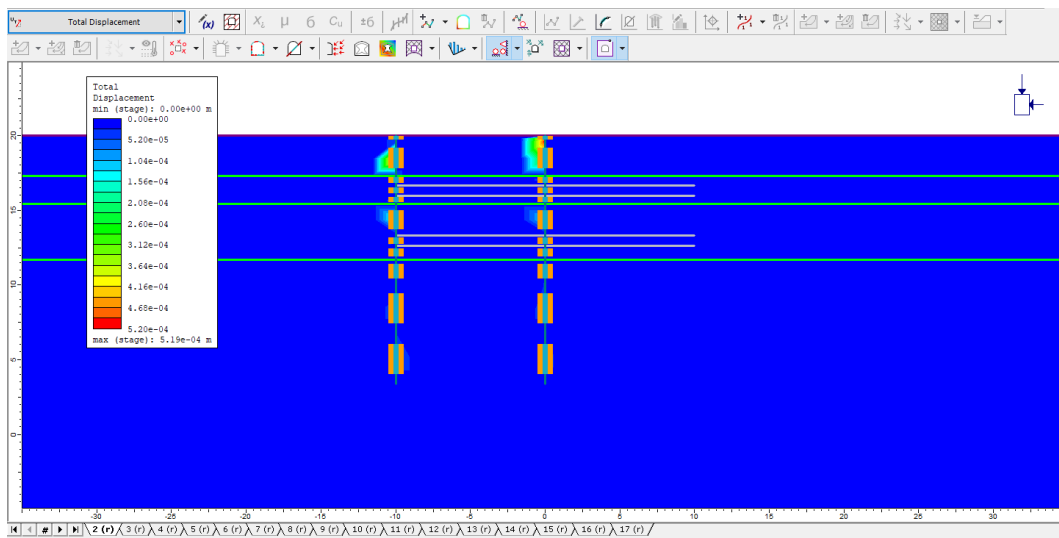 Total Displacement
Total
Displacement
min (stage): 0.00e+00 m
0.00e+00
5.20e-05
1.04e-04
1.56e-04
2.08e-04
2.60e-04
3.12e-04
3.64e-04
4.16e-04
4.68e-04
5.20e-04
max (stage): 5.19e-04 m
20
15
10
5
0
-30 -25 -20 -15 -10 -5 0 5 10 15 20 25 30
2 (r) 3 (r) 4 (r) 5 (r) 6 (r) 7 (r) 8 (r) 9 (r) 10 (r) 11 (r) 12 (r) 13 (r) 14 (r) 15 (r) 16 (r) 17 (r)